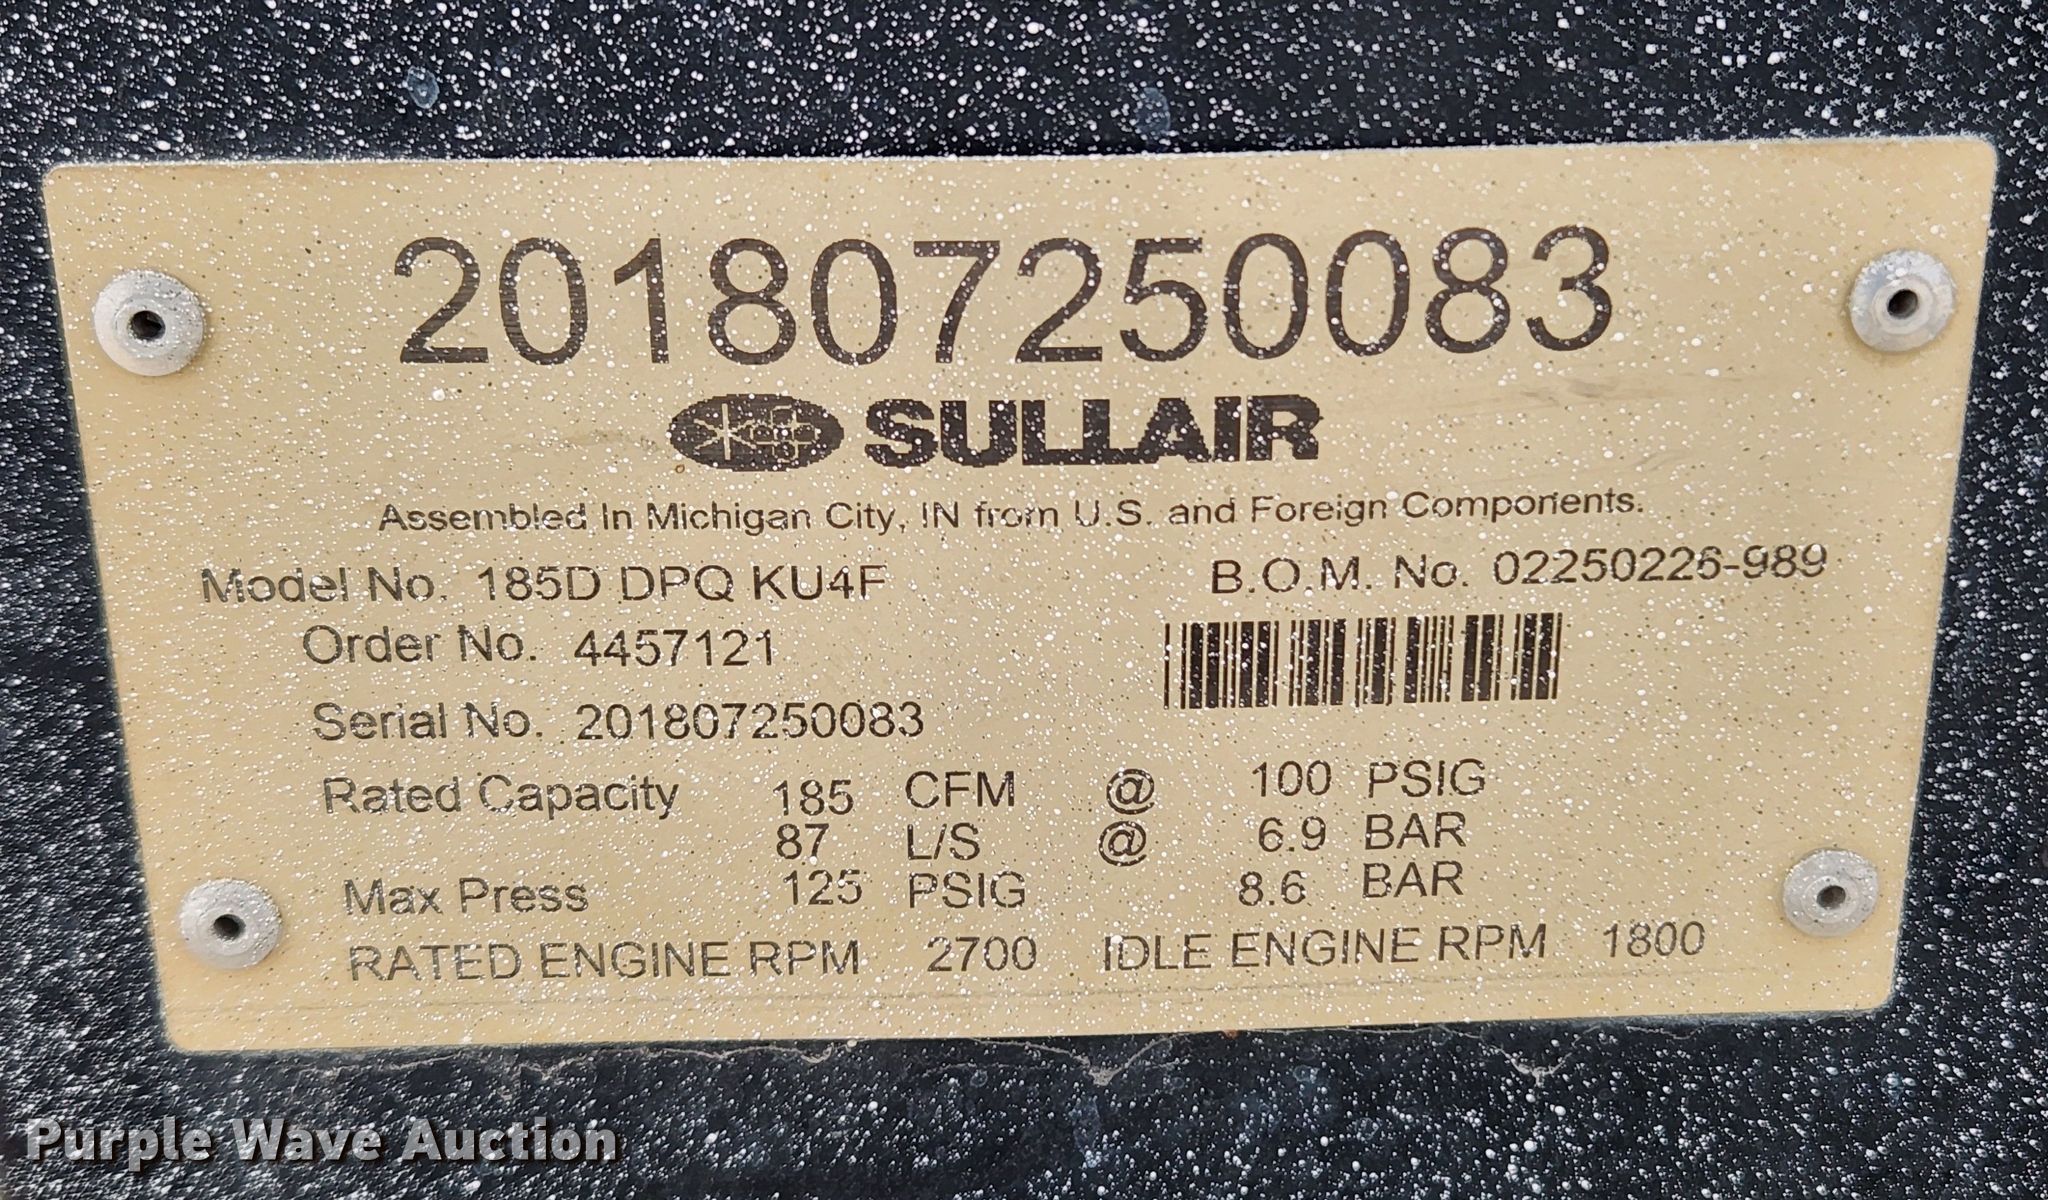 201807250083
SULLAIR
Assembled In Michigan City, IN from U.S. and Foreign Components.
Model No. 185D DPQ KU4F B.O.M. No. 02250226-989
Order No. 4457121
Serial No. 201807250083
Rated Capacity 185 CFM @ 100 PSIG
87 L/S @ 6.9 BAR
Max Press 125 PSIG 8.6 BAR
RATED ENGINE RPM 2700 IDLE ENGINE RPM 1800
Purple Wave Auction